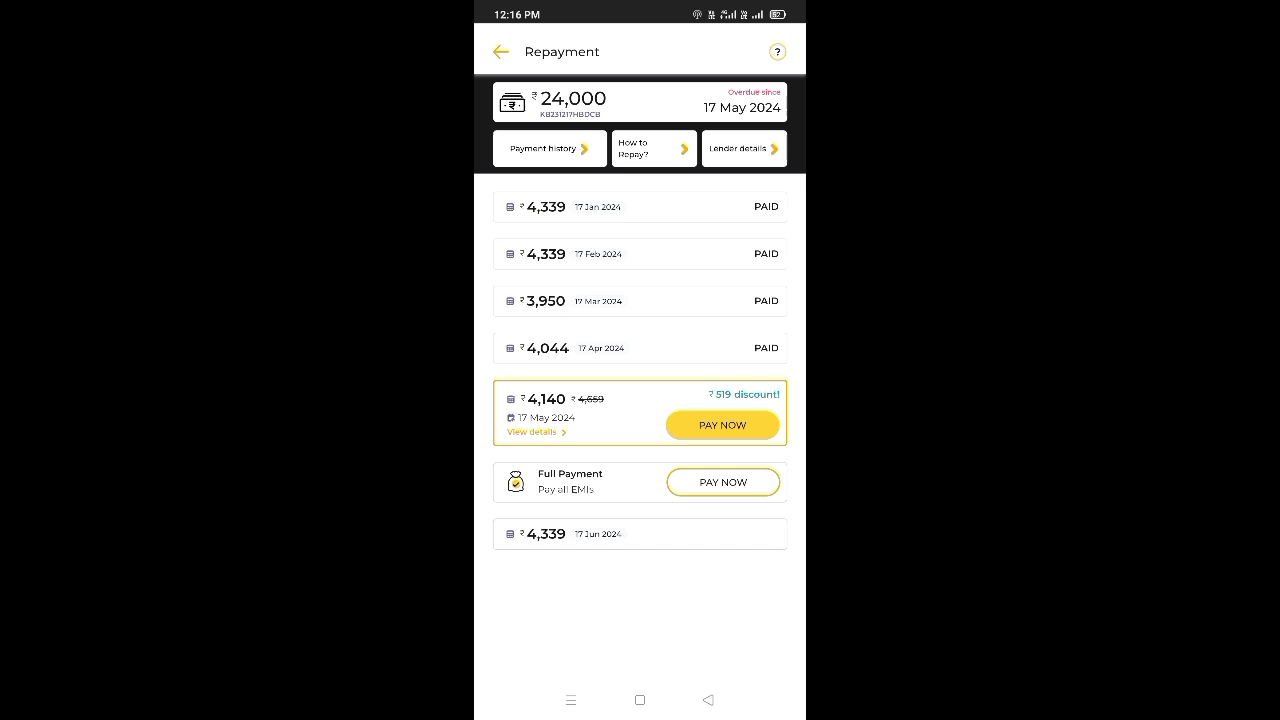 12:16 PM
52
Repayment
?
₹ 24,000
KB231217HBDCB
Overdue since
17 May 2024
Payment history
How to
Repay?
Lender details
₹ 4,339 17 Jan 2024 PAID
₹ 4,339 17 Feb 2024 PAID
₹ 3,950 17 Mar 2024 PAID
₹ 4,044 17 Apr 2024 PAID
₹ 4,140 ₹ 4,659 ₹ 519 discount!
17 May 2024
View details
PAY NOW
Full Payment
Pay all EMIs
PAY NOW
₹ 4,339 17 Jun 2024